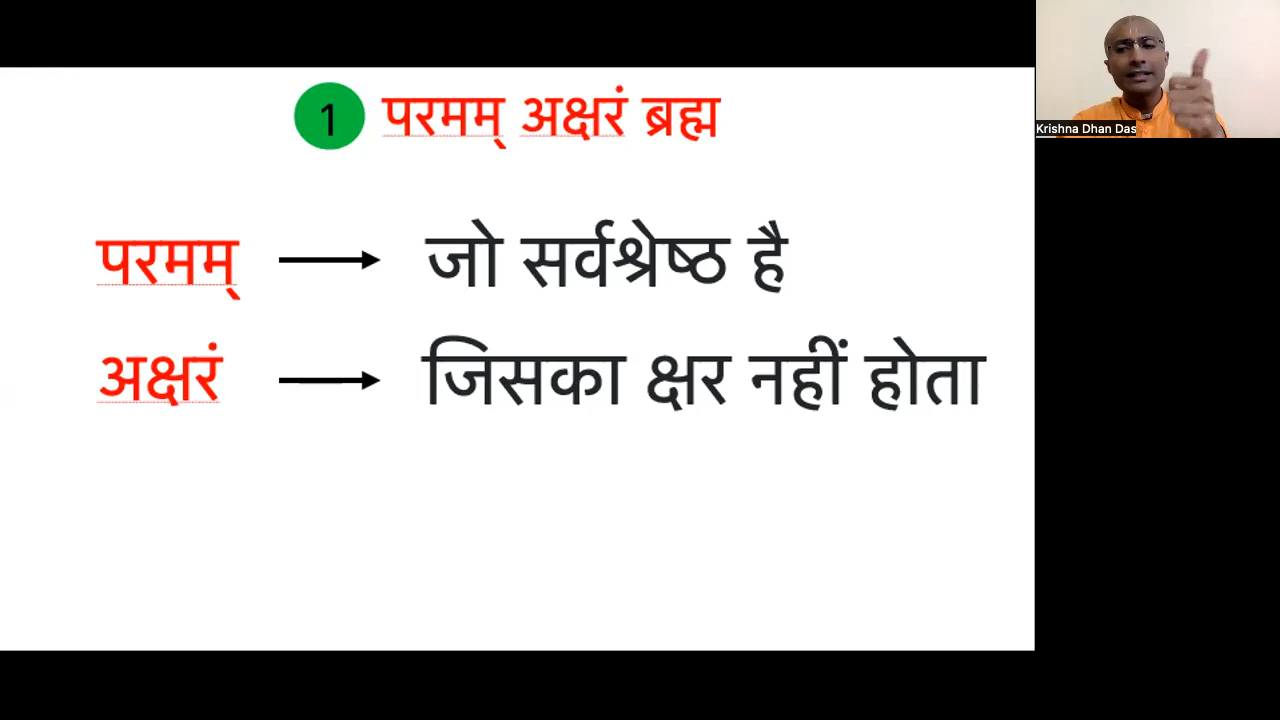 1 परमम् अक्षरं ब्रह्म
परमम् → जो सर्वश्रेष्ठ है
अक्षरं → जिसका क्षर नहीं होता
Krishna Dhan Das